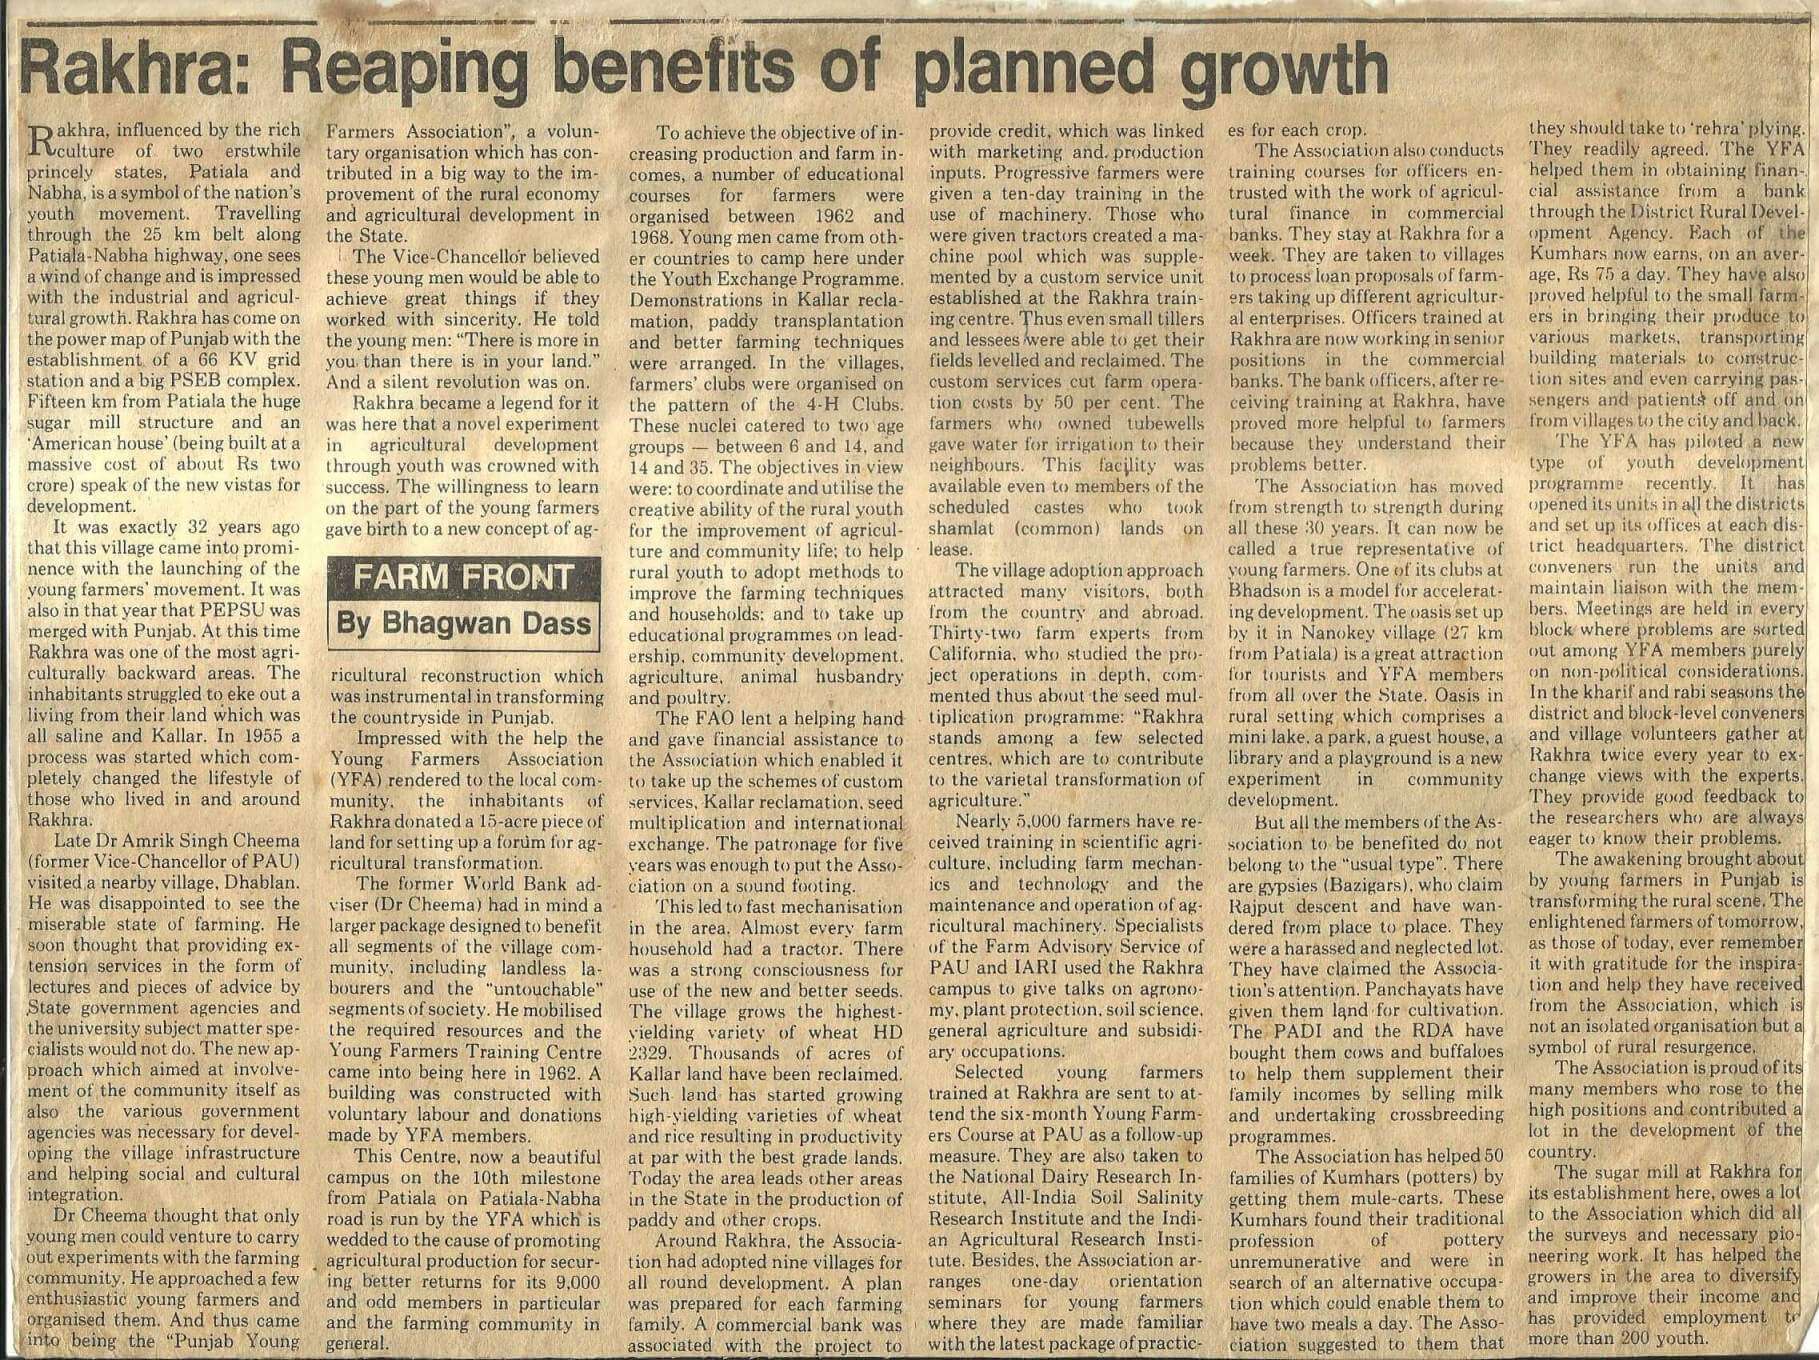 Rakhra: Reaping benefits of planned growth
Rakhra, influenced by the rich
culture of two erstwhile
princely states, Patiala and
Nabha, is a symbol of the nation's
youth movement. Travelling
through the 25 km belt along
Patiala-Nabha highway, one sees
a wind of change and is impressed
with the industrial and agricul-
tural growth. Rakhra has come on
the power map of Punjab with the
establishment of a 66 KV grid
station and a big PSEB complex.
Fifteen km from Patiala the huge
sugar mill structure and an
'American house' (being built at a
massive cost of about Rs two
crore) speak of the new vistas for
development.
It was exactly 32 years ago
that this village came into promi-
nence with the launching of the
young farmers' movement. It was
also in that year that PEPSU was
merged with Punjab. At this time
Rakhra was one of the most agri-
culturally backward areas. The
inhabitants struggled to eke out a
living from their land which was
all saline and Kallar. In 1955 a
process was started which com-
pletely changed the lifestyle of
those who lived in and around
Rakhra.
Late Dr Amrik Singh Cheema
(former Vice-Chancellor of PAU)
visited a nearby village, Dhablan.
He was disappointed to see the
miserable state of farming. He
soon thought that providing ex-
tension services in the form of
lectures and pieces of advice by
State government agencies and
the university subject matter spe-
cialists would not do. The new ap-
proach which aimed at involve-
ment of the community itself as
also the various government
agencies was necessary for devel-
oping the village infrastructure
and helping social and cultural
integration.
Dr Cheema thought that only
young men could venture to carry
out experiments with the farming
community. He approached a few
enthusiastic young farmers and
organised them. And thus came
into being the "Punjab Young
Farmers Association", a volun-
tary organisation which has con-
tributed in a big way to the im-
provement of the rural economy
and agricultural development in
the State.
The Vice-Chancellor believed
these young men would be able to
achieve great things if they
worked with sincerity. He told
the young men: "There is more in
you than there is in your land."
And a silent revolution was on.
Rakhra became a legend for it
was here that a novel experiment
in agricultural development
through youth was crowned with
success. The willingness to learn
on the part of the young farmers
gave birth to a new concept of ag-
FARM FRONT
By Bhagwan Dass
ricultural reconstruction which
was instrumental in transforming
the countryside in Punjab.
Impressed with the help the
Young Farmers Association
(YFA) rendered to the local com-
munity, the inhabitants of
Rakhra donated a 15-acre piece of
land for setting up a forum for ag-
ricultural transformation.
The former World Bank ad-
viser (Dr Cheema) had in mind a
larger package designed to benefit
all segments of the village com-
munity, including landless la-
bourers and the "untouchable"
segments of society. He mobilised
the required resources and the
Young Farmers Training Centre
came into being here in 1962. A
building was constructed with
voluntary labour and donations
made by YFA members.
This Centre, now a beautiful
campus on the 10th milestone
from Patiala on Patiala-Nabha
road is run by the YFA which is
wedded to the cause of promoting
agricultural production for secur-
ing better returns for its 9,000
and odd members in particular
and the farming community in
general.
To achieve the objective of in-
creasing production and farm in-
comes, a number of educational
courses for farmers were
organised between 1962 and
1968. Young men came from oth-
er countries to camp here under
the Youth Exchange Programme.
Demonstrations in Kallar recla-
mation, paddy transplantation
and better farming techniques
were arranged. In the villages,
farmers' clubs were organised on
the pattern of the 4-H Clubs.
These nuclei catered to two age
groups — between 6 and 14, and
14 and 35. The objectives in view
were: to coordinate and utilise the
creative ability of the rural youth
for the improvement of agricul-
ture and community life; to help
rural youth to adopt methods to
improve the farming techniques
and households; and to take up
educational programmes on lead-
ership, community development,
agriculture, animal husbandry
and poultry.
The FAO lent a helping hand
and gave financial assistance to
the Association which enabled it
to take up the schemes of custom
services, Kallar reclamation, seed
multiplication and international
exchange. The patronage for five
years was enough to put the Asso-
ciation on a sound footing.
This led to fast mechanisation
in the area. Almost every farm
household had a tractor. There
was a strong consciousness for
use of the new and better seeds.
The village grows the highest-
yielding variety of wheat HD
2329. Thousands of acres of
Kallar land have been reclaimed.
Such land has started growing
high-yielding varieties of wheat
and rice resulting in productivity
at par with the best grade lands.
Today the area leads other areas
in the State in the production of
paddy and other crops.
Around Rakhra, the Associa-
tion had adopted nine villages for
all round development. A plan
was prepared for each farming
family. A commercial bank was
associated with the project to
provide credit, which was linked
with marketing and production
inputs. Progressive farmers were
given a ten-day training in the
use of machinery. Those who
were given tractors created a ma-
chine pool which was supple-
mented by a custom service unit
established at the Rakhra train-
ing centre. Thus even small tillers
and lessees were able to get their
fields levelled and reclaimed. The
custom services cut farm opera-
tion costs by 50 per cent. The
farmers who owned tubewells
gave water for irrigation to their
neighbours. This facility was
available even to members of the
scheduled castes who took
shamlat (common) lands on
lease.
The village adoption approach
attracted many visitors, both
from the country and abroad.
Thirty-two farm experts from
California, who studied the pro-
ject operations in depth, com-
mented thus about the seed mul-
tiplication programme: "Rakhra
stands among a few selected
centres, which are to contribute
to the varietal transformation of
agriculture."
Nearly 5,000 farmers have re-
ceived training in scientific agri-
culture, including farm mechan-
ics and technology and the
maintenance and operation of ag-
ricultural machinery. Specialists
of the Farm Advisory Service of
PAU and IARI used the Rakhra
campus to give talks on agrono-
my, plant protection, soil science,
general agriculture and subsidi-
ary occupations.
Selected young farmers
trained at Rakhra are sent to at-
tend the six-month Young Farm-
ers Course at PAU as a follow-up
measure. They are also taken to
the National Dairy Research In-
stitute, All-India Soil Salinity
Research Institute and the Indi-
an Agricultural Research Insti-
tute. Besides, the Association ar-
ranges one-day orientation
seminars for young farmers
where they are made familiar
with the latest package of practic-
es for each crop.
The Association also conducts
training courses for officers en-
trusted with the work of agricul-
tural finance in commercial
banks. They stay at Rakhra for a
week. They are taken to villages
to process loan proposals of farm-
ers taking up different agricultur-
al enterprises. Officers trained at
Rakhra are now working in senior
positions in the commercial
banks. The bank officers, after re-
ceiving training at Rakhra, have
proved more helpful to farmers
because they understand their
problems better.
The Association has moved
from strength to strength during
all these 30 years. It can now be
called a true representative of
young farmers. One of its clubs at
Bhadson is a model for accelerat-
ing development. The oasis set up
by it in Nanokey village (27 km
from Patiala) is a great attraction
for tourists and YFA members
from all over the State. Oasis in
rural setting which comprises a
mini lake, a park, a guest house, a
library and a playground is a new
experiment in community
development.
But all the members of the As-
sociation to be benefited do not
belong to the "usual type". There
are gypsies (Bazigars), who claim
Rajput descent and have wan-
dered from place to place. They
were a harassed and neglected lot.
They have claimed the Associa-
tion's attention. Panchayats have
given them land for cultivation.
The PADI and the RDA have
bought them cows and buffaloes
to help them supplement their
family incomes by selling milk
and undertaking crossbreeding
programmes.
The Association has helped 50
families of Kumhars (potters) by
getting them mule-carts. These
Kumhars found their traditional
profession of pottery
unremunerative and were in
search of an alternative occupa-
tion which could enable them to
have two meals a day. The Asso-
ciation suggested to them that
they should take to 'rehra' plying.
They readily agreed. The YFA
helped them in obtaining finan-
cial assistance from a bank
through the District Rural Devel-
opment Agency. Each of the
Kumhars now earns, on an aver-
age, Rs 75 a day. They have also
proved helpful to the small farm-
ers in bringing their produce to
various markets, transporting
building materials to construc-
tion sites and even carrying pas-
sengers and patients off and on
from villages to the city and back.
The YFA has piloted a new
type of youth development
programme recently. It has
opened its units in all the districts
and set up its offices at each dis-
trict headquarters. The district
conveners run the units and
maintain liaison with the mem-
bers. Meetings are held in every
block where problems are sorted
out among YFA members purely
on non-political considerations.
In the kharif and rabi seasons the
district and block-level conveners
and village volunteers gather at
Rakhra twice every year to ex-
change views with the experts.
They provide good feedback to
the researchers who are always
eager to know their problems.
The awakening brought about
by young farmers in Punjab is
transforming the rural scene. The
enlightened farmers of tomorrow,
as those of today, ever remember
it with gratitude for the inspira-
tion and help they have received
from the Association, which is
not an isolated organisation but a
symbol of rural resurgence.
The Association is proud of its
many members who rose to the
high positions and contributed a
lot in the development of the
country.
The sugar mill at Rakhra for
its establishment here, owes a lot
to the Association which did all
the surveys and necessary pio-
neering work. It has helped the
growers in the area to diversify
and improve their income and
has provided employment to
more than 200 youth.